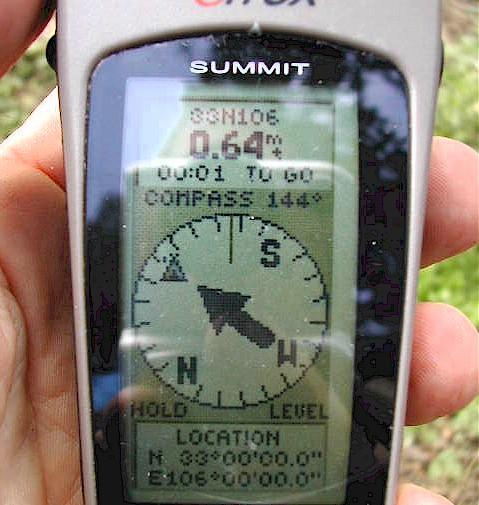 eTrex
SUMMIT
33N106
0.64 m t
00:01 TO GO
COMPASS 144°
S
W
N
HOLD LEVEL
LOCATION
N 33°00'00.0"
E106°00'00.0"